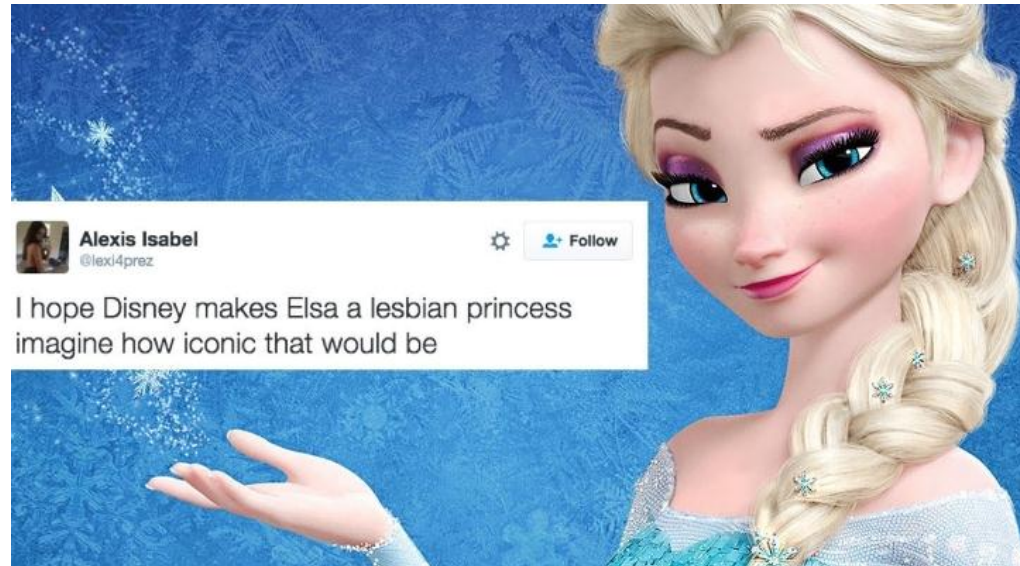 Alexis Isabel
Follow
@lexi4prez
I hope Disney makes Elsa a lesbian princess
imagine how iconic that would be